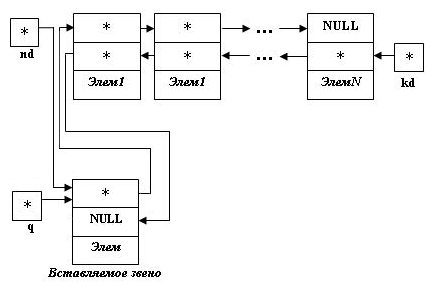 * * * ... NULL
nd
* * ... * *
Элем1 Элем1 ЭлемN kd
*
* NULL
q
Элем
Вставляемое звено